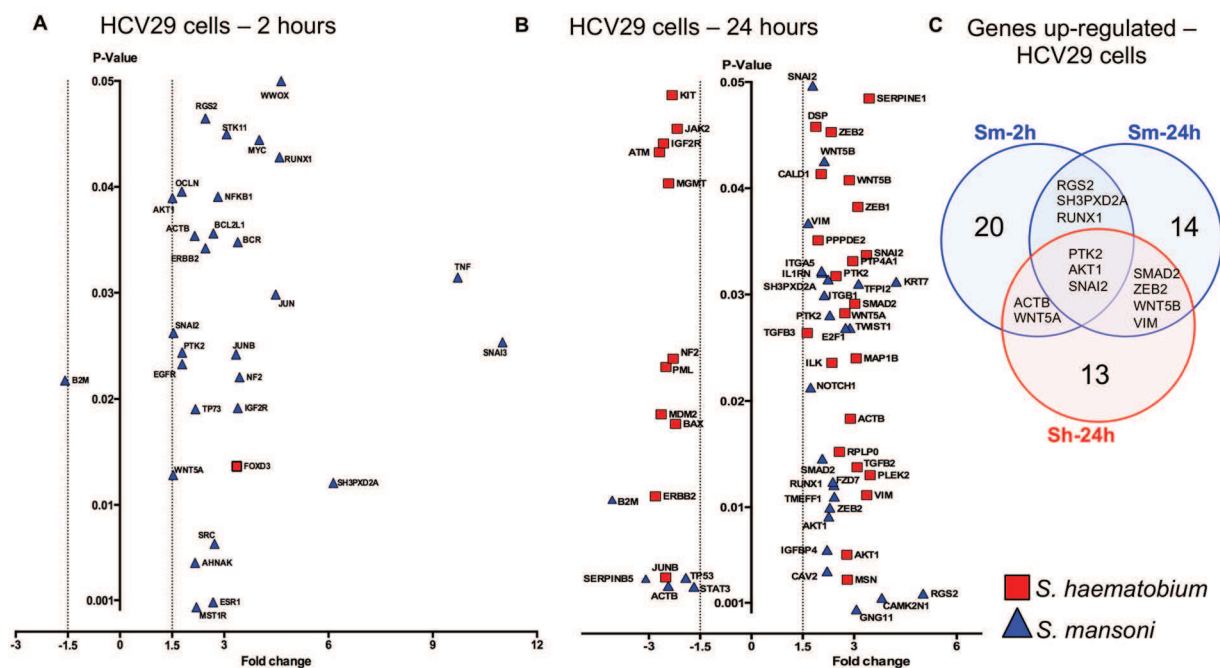 A HCV29 cells – 2 hours
P-Value
0.05
WWOX
RGS2
STK11
MYC
RUNX1
0.04
OCLN
NFKB1
AKT1
ACTB
BCL2L1
BCR
ERBB2
TNF
0.03
JUN
SNAI2
SNAI3
PTK2
JUNB
EGFR
B2M
NF2
0.02
TP73
IGF2R
FOXD3
WNT5A
SH3PXD2A
0.01
SRC
AHNAK
0.001
ESR1
MST1R
-3 -1.5 0 1.5 3 6 9 12
Fold change
B HCV29 cells – 24 hours
P-Value
0.05
SNAI2
KIT
SERPINE1
DSP
JAK2
ZEB2
IGF2R
ATM
WNT5B
CALD1
MGMT
WNT5B
0.04
ZEB1
VIM
PPPDE2
SNAI2
PTP4A1
ITGA5
IL1RN
PTK2
SH3PXD2A
TFPI2
KRT7
0.03
ITGB1
SMAD2
PTK2
WNT5A
TGFB3
TWIST1
E2F1
NF2
MAP1B
PML
ILK
NOTCH1
0.02
MDM2
BAX
ACTB
RPLP0
SMAD2
TGFB2
PLEK2
RUNX1
FZD7
TMEFF1
VIM
ERBB2
B2M
0.01
ZEB2
AKT1
IGFBP4
AKT1
CAV2
MSN
JUNB
TP53
SERPINB5
ACTB
STAT3
0.001
RGS2
CAMK2N1
GNG11
-3 -1.5 0 1.5 3 6
Fold change
C Genes up-regulated –
HCV29 cells
Sm-2h
Sm-24h
RGS2
SH3PXD2A
RUNX1
20
14
PTK2
AKT1
SNAI2
SMAD2
ZEB2
WNT5B
VIM
ACTB
WNT5A
13
Sh-24h
S. haematobium
S. mansoni